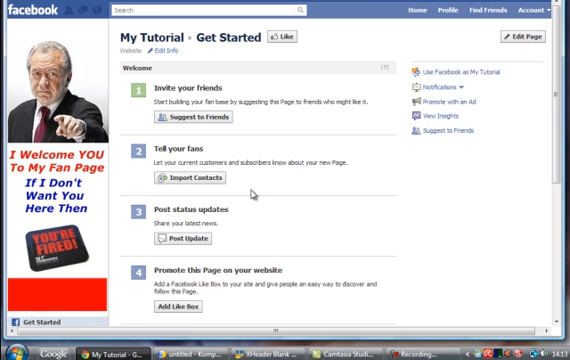 facebook
Search
Home Profile Find Friends Account
My Tutorial ▸ Get Started
Like
Edit Page
Website
Edit Info
Welcome
1
Invite your friends
Start building your fan base by suggesting this Page to friends who might like it.
Suggest to Friends
2
Tell your fans
Let your current customers and subscribers know about your new Page.
Import Contacts
3
Post status updates
Share your latest news.
Post Update
4
Promote this Page on your website
Add a Facebook Like Box to your site and give people an easy way to discover and
follow this Page.
Add Like Box
Use Facebook as My Tutorial
Notifications
Promote with an Ad
View Insights
Suggest to Friends
I Welcome YOU
To My Fan Page
If I Don't
Want You
Here Then
YOU'RE
FIRED!
Get Started
Google
My Tutorial - G...
untitled - Komp...
XHeader Blank ...
Camtasia Studi...
Recording...
14:13